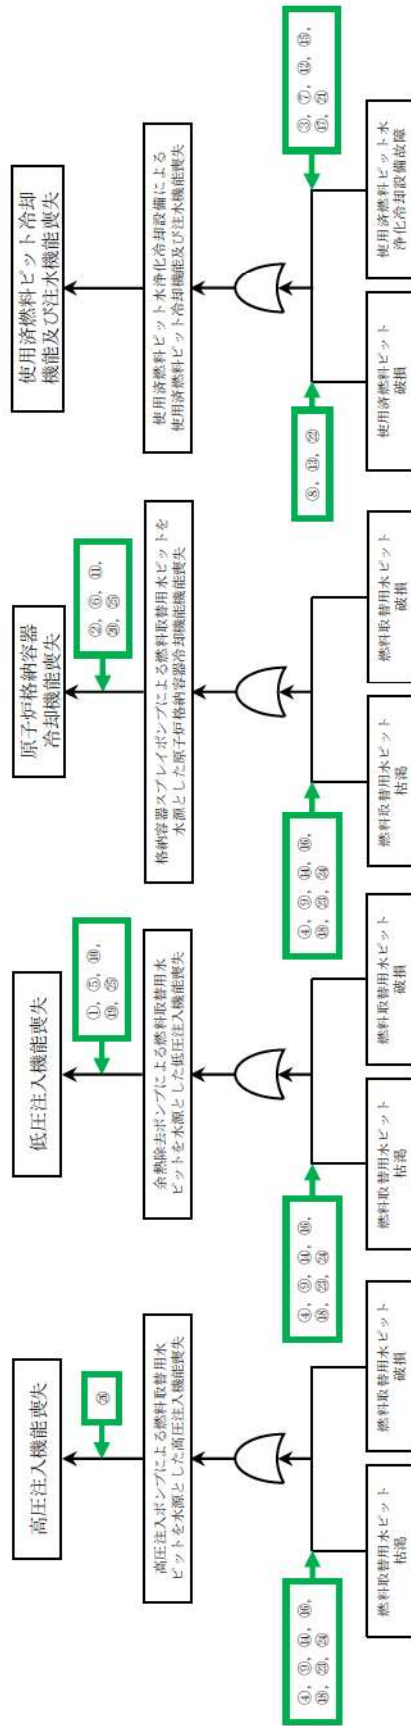 高圧注入機能喪失
㉖
高圧注入ポンプによる燃料取替用水
ピットを水源とした高圧注入機能喪失
④, ⑨, ⑭, ⑯,
⑱, ㉓, ㉔
燃料取替用水ピット
枯渇
燃料取替用水ピット
破損
低圧注入機能喪失
①, ⑤, ⑩,
⑲, ㉕
余熱除去ポンプによる燃料取替用水
ピットを水源とした低圧注入機能喪失
④, ⑨, ⑭, ⑯,
⑱, ㉓, ㉔
燃料取替用水ピット
枯渇
燃料取替用水ピット
破損
原子炉格納容器
冷却機能喪失
②, ⑥, ⑪,
⑳, ㉕
格納容器スプレイポンプによる燃料取替用水ピットを
水源とした原子炉格納容器冷却機能機能喪失
④, ⑨, ⑭, ⑯,
⑱, ㉓, ㉔
燃料取替用水ピット
枯渇
燃料取替用水ピット
破損
使用済燃料ピット冷却
機能及び注水機能喪失
使用済燃料ピット水浄化冷却設備による
使用済燃料ピット冷却機能及び注水機能喪失
⑧, ⑬, ㉒
③, ⑦, ⑫, ⑮,
⑰, ㉑
使用済燃料ピット
破損
使用済燃料ピット水
浄化冷却設備故障